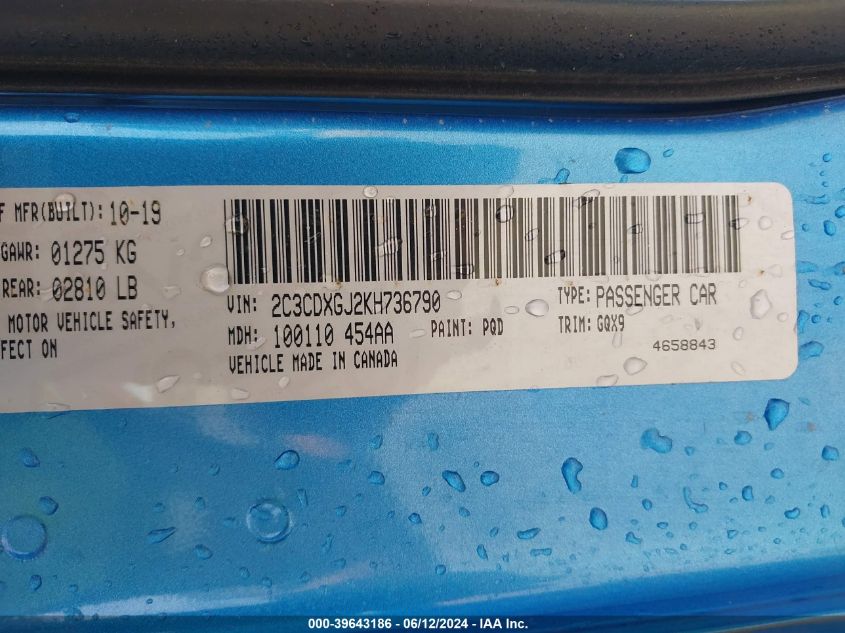 F MFR(BUILT): 10-19
GAWR: 01275 KG
REAR: 02810 LB
MOTOR VEHICLE SAFETY,
FECT ON
VIN: 2C3CDXGJ2KH736790
TYPE: PASSENGER CAR
MDH: 100110 454AA
PAINT: PQD
TRIM: GQX9
VEHICLE MADE IN CANADA
4658843
000-39643186 - 06/12/2024 - IAA Inc.